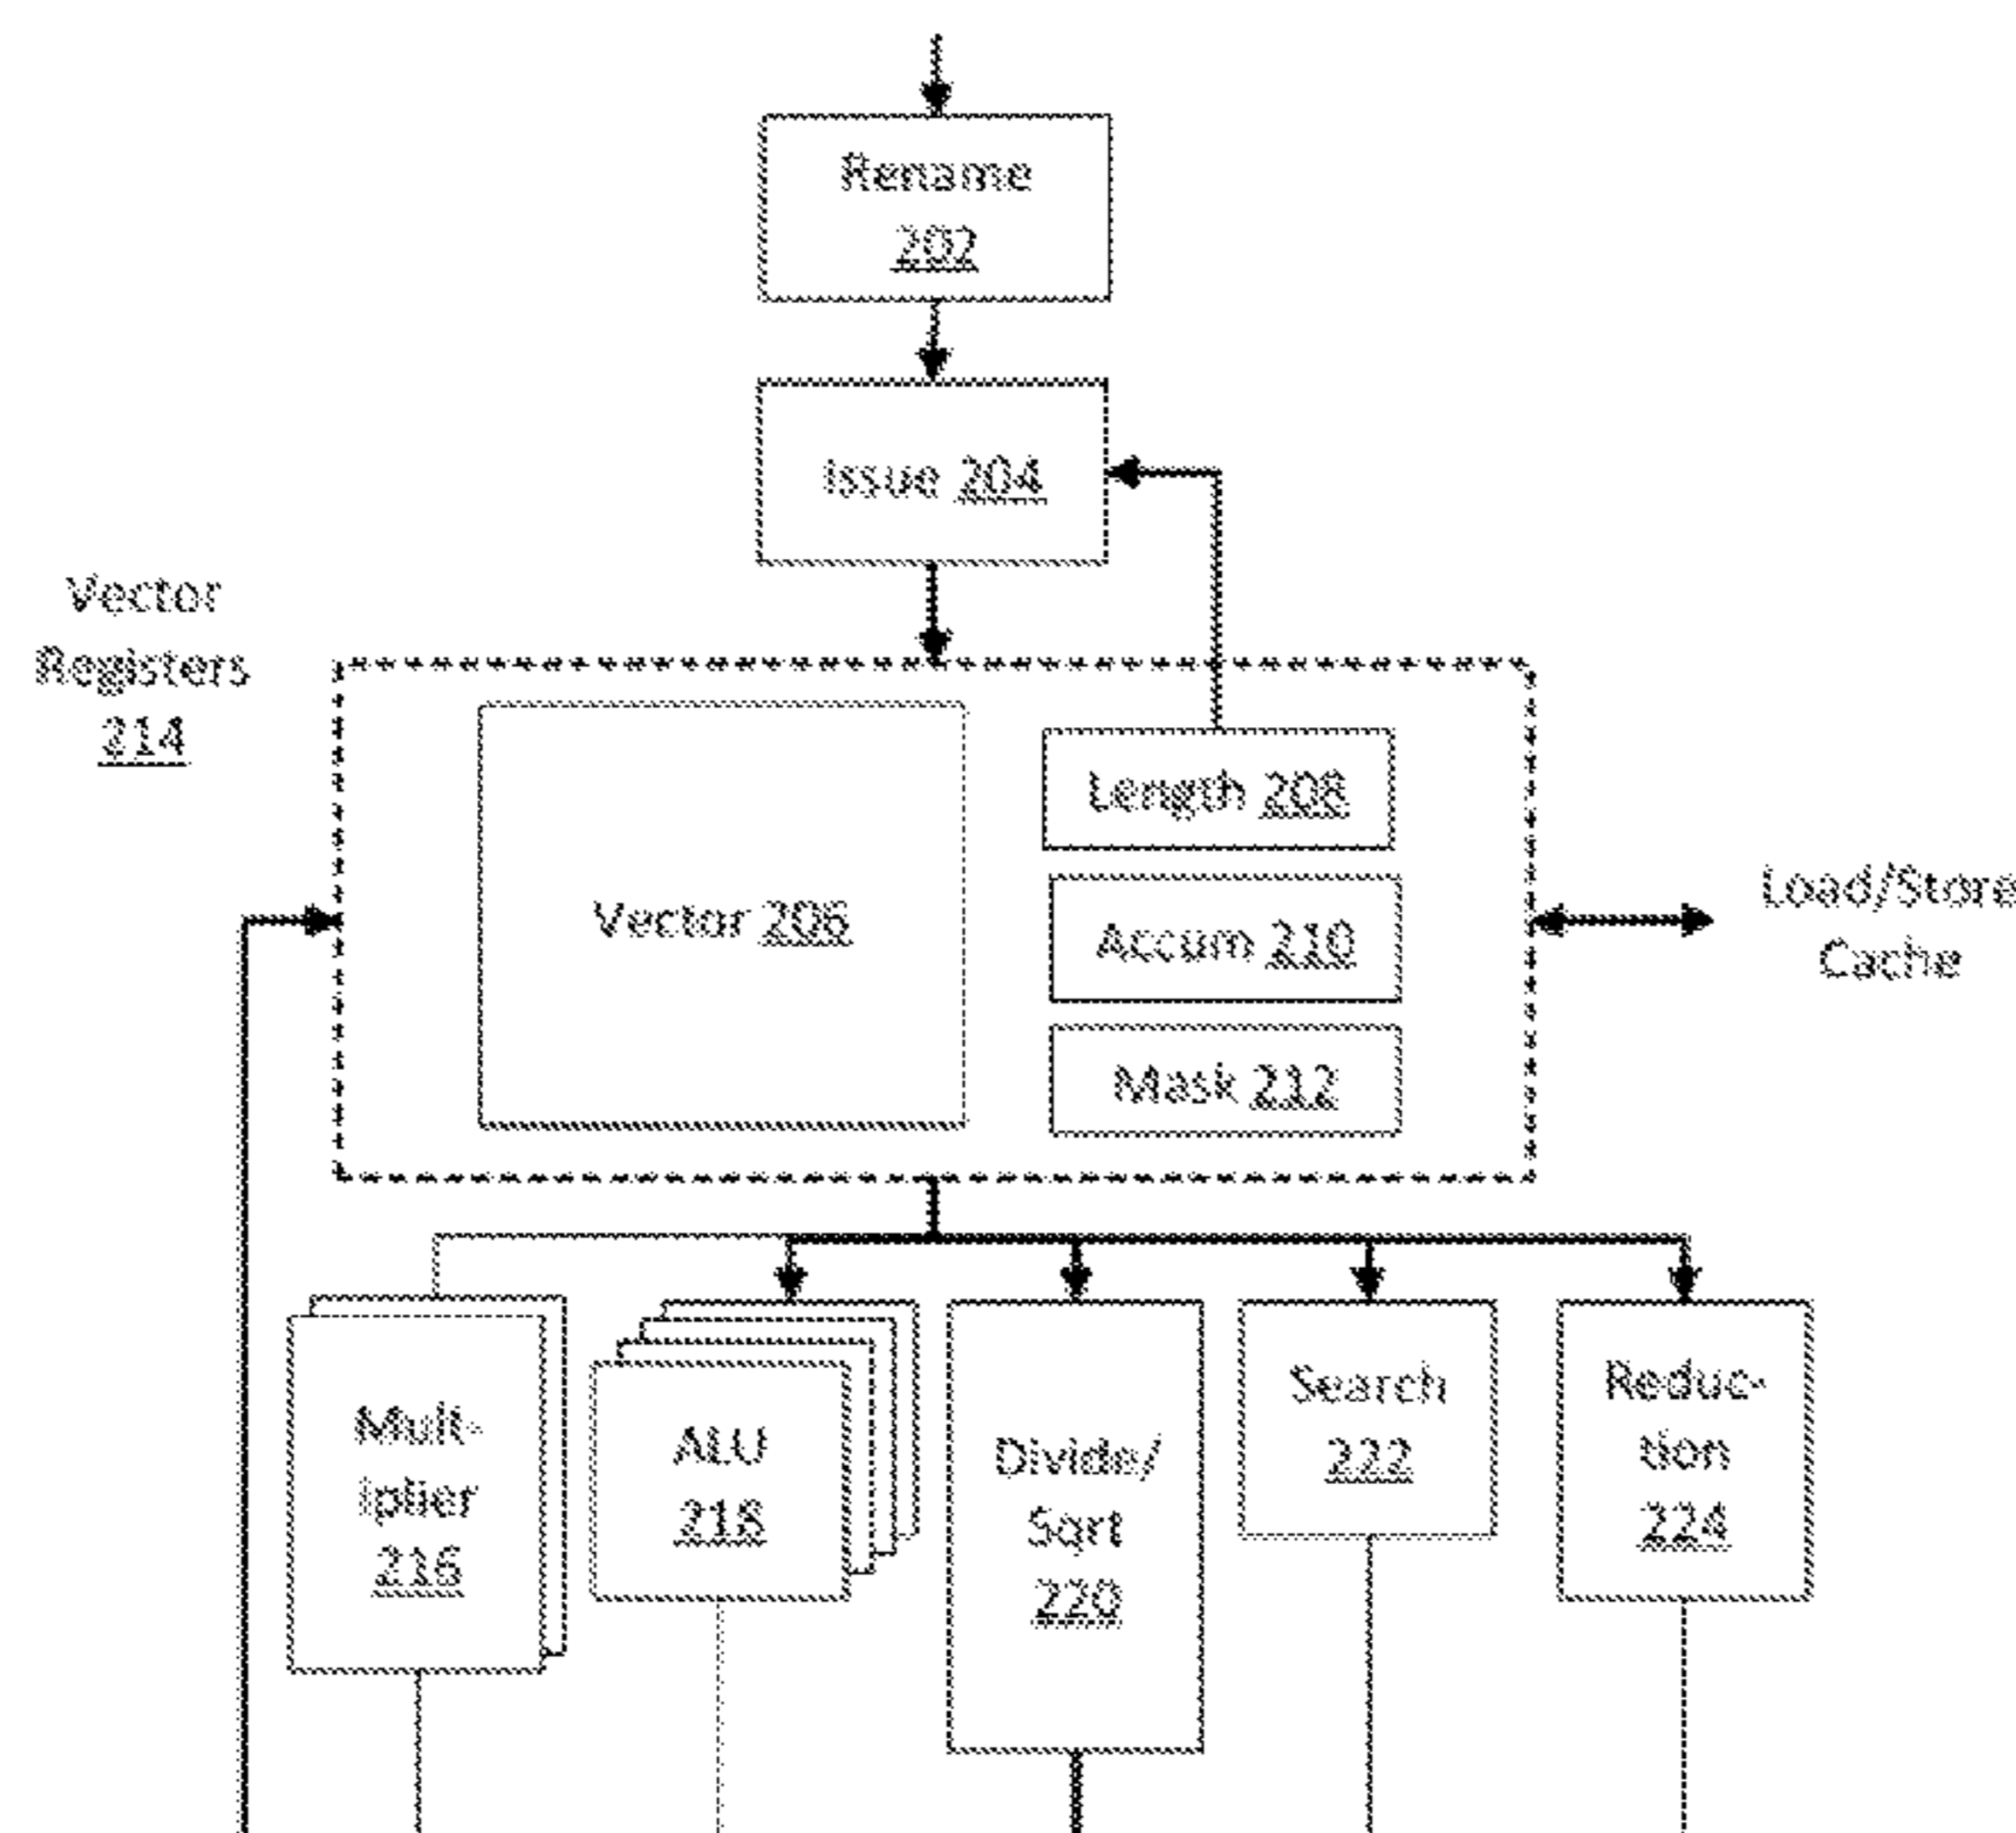 Rename
202
Issue 204
Vector
Registers
214
Vector 206
Length 208
Accum 210
Mask 212
Load/Store
Cache
Mult-
iplier
216
ALU
218
Divide/
Sqrt
220
Search
222
Reduc-
tion
224